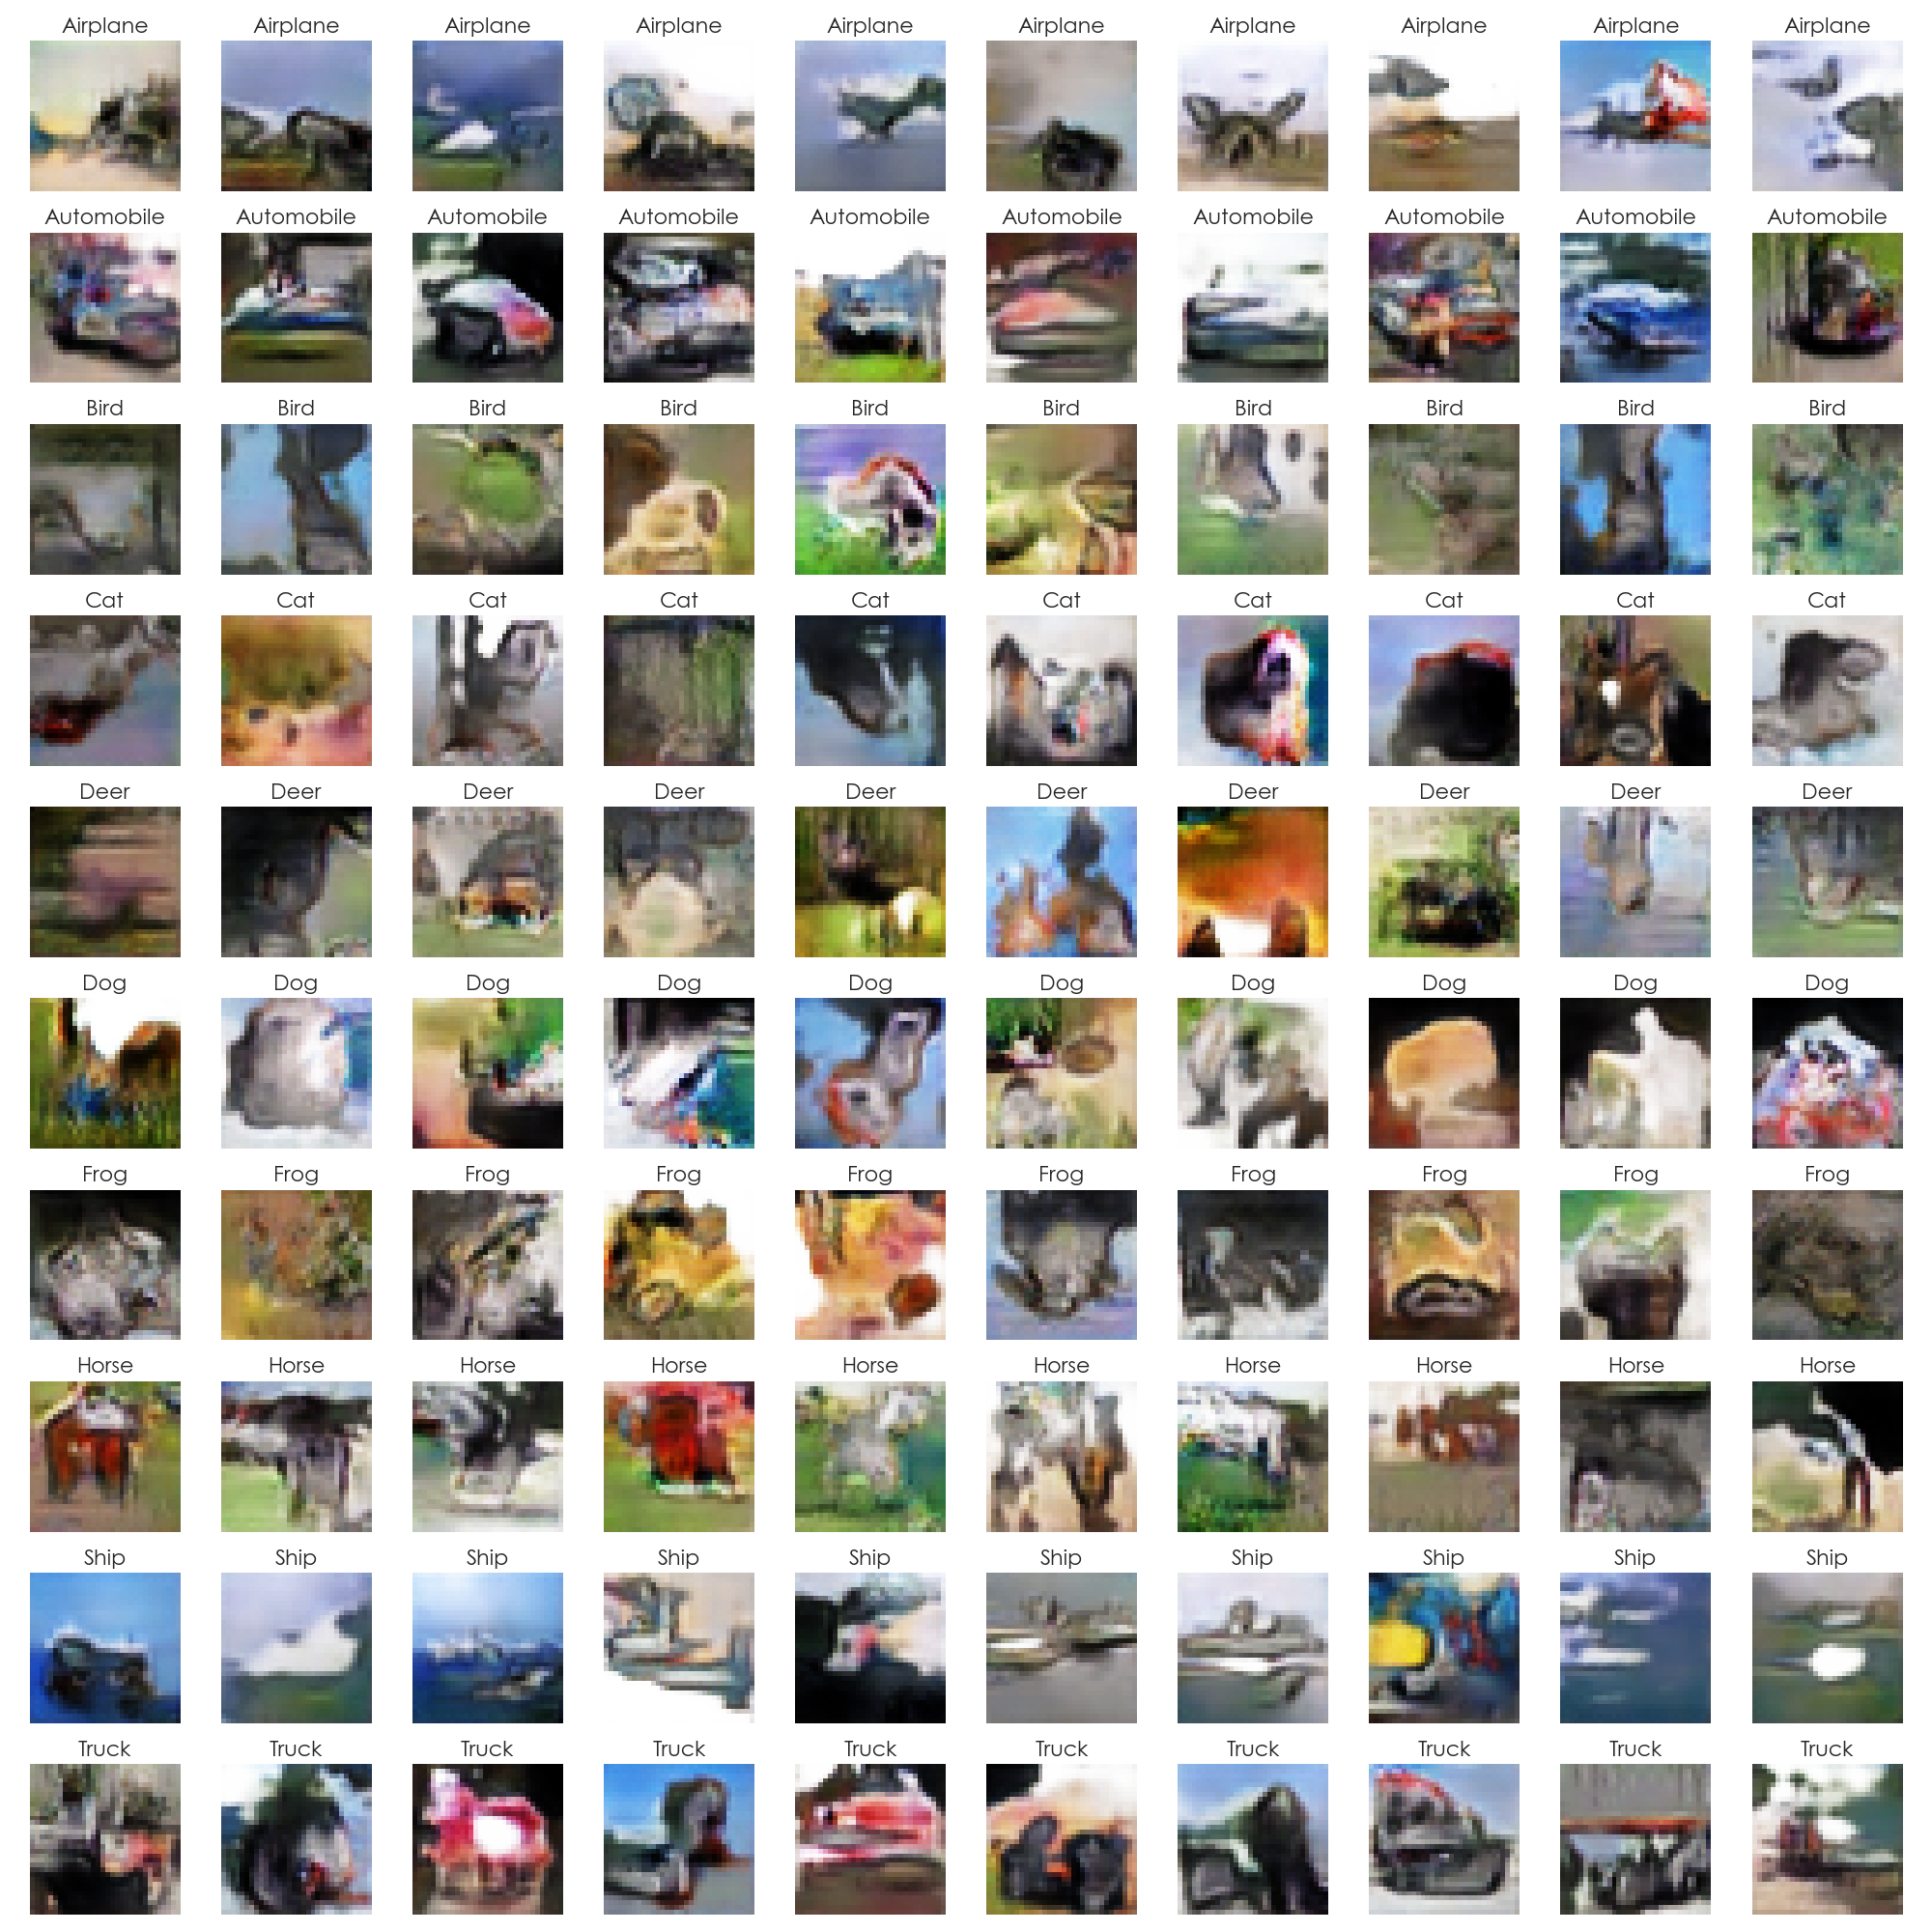 Airplane Airplane Airplane Airplane Airplane Airplane Airplane Airplane Airplane Airplane
Automobile Automobile Automobile Automobile Automobile Automobile Automobile Automobile Automobile Automobile
Bird Bird Bird Bird Bird Bird Bird Bird Bird Bird
Cat Cat Cat Cat Cat Cat Cat Cat Cat Cat
Deer Deer Deer Deer Deer Deer Deer Deer Deer Deer
Dog Dog Dog Dog Dog Dog Dog Dog Dog Dog
Frog Frog Frog Frog Frog Frog Frog Frog Frog Frog
Horse Horse Horse Horse Horse Horse Horse Horse Horse Horse
Ship Ship Ship Ship Ship Ship Ship Ship Ship Ship
Truck Truck Truck Truck Truck Truck Truck Truck Truck Truck